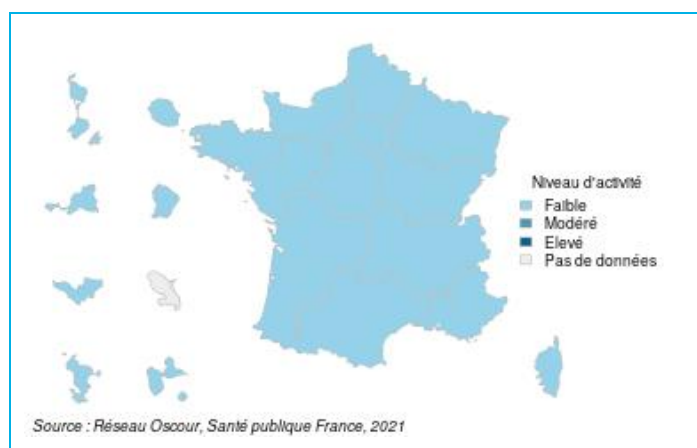 Niveau d'activité
Faible
Modéré
Elevé
Pas de données
Source : Réseau Oscour, Santé publique France, 2021